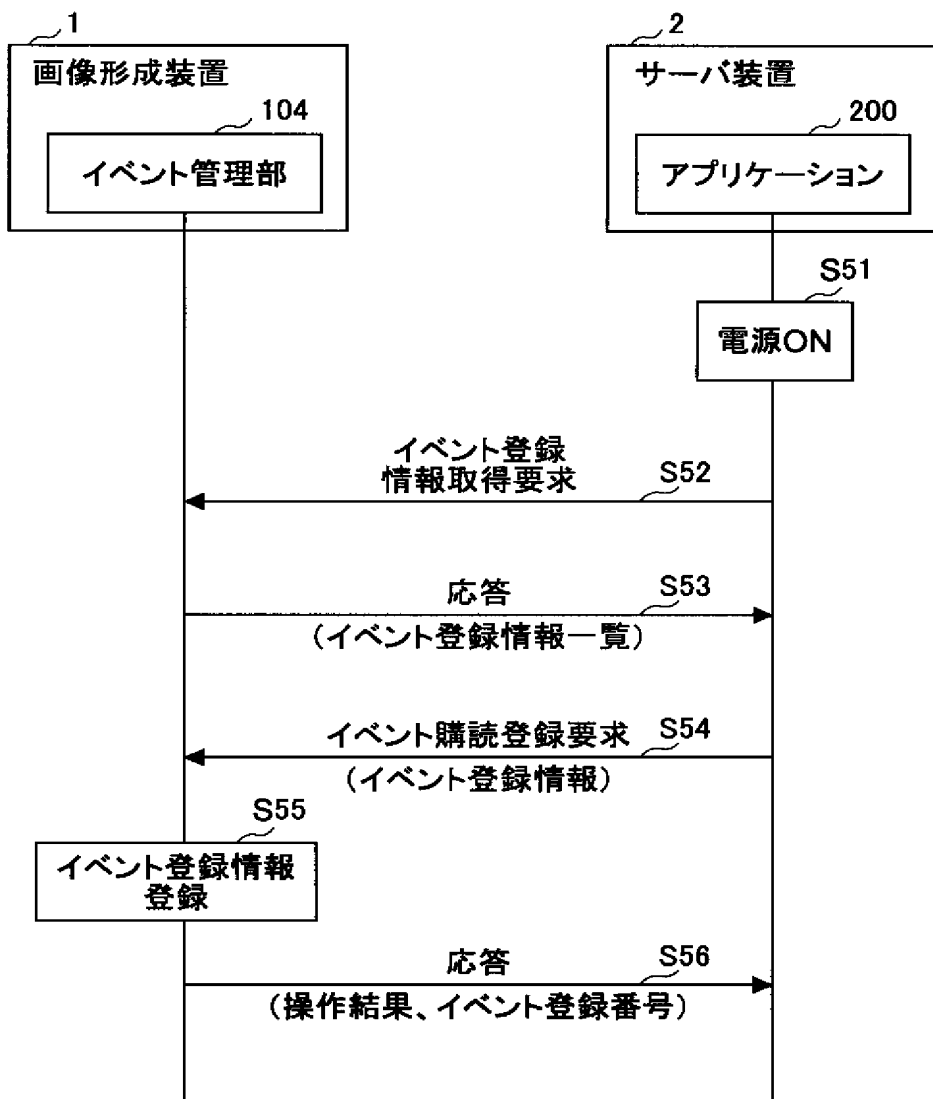 1
画像形成装置
104
イベント管理部
2
サーバ装置
200
アプリケーション
S51
電源ON
イベント登録
情報取得要求
S52
応答
S53
(イベント登録情報一覧)
イベント購読登録要求
S54
(イベント登録情報)
S55
イベント登録情報
登録
応答
S56
(操作結果、イベント登録番号)